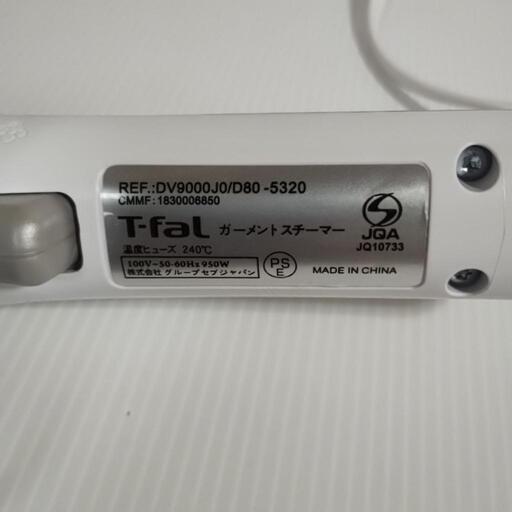 REF.:DV9000J0/D80 -5320
CMMF:1830006850
T-faL ガーメントスチーマー
温度ヒューズ 240℃
100V~50-60Hz 950W
株式会社 グループセブジャパン
PS
E
MADE IN CHINA
JQA
JQ10733